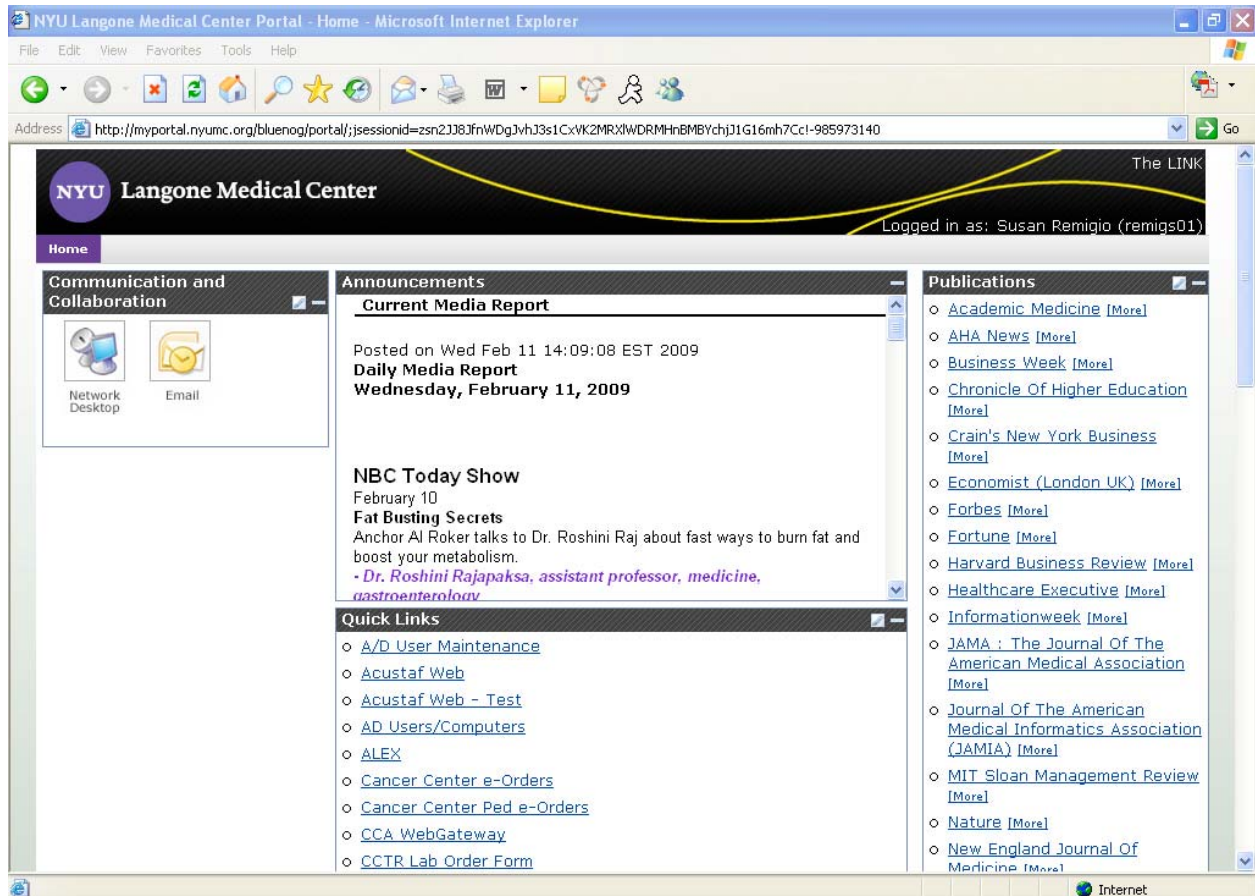 NYU Langone Medical Center Portal - Home - Microsoft Internet Explorer
File Edit View Favorites Tools Help
Address http://myportal.nyumc.org/bluenog/portal/;jsessionid=zsn2JJ8JfnWDgJvhJ3s1CxVK2MRXlWDRMHnBMBYchjJ1G16mh7Cc!-985973140 Go
The LINK
NYU Langone Medical Center
Logged in as: Susan Remigio (remigs01)
Home
Communication and
Collaboration
Network
Desktop
Email
Announcements
Current Media Report
Posted on Wed Feb 11 14:09:08 EST 2009
Daily Media Report
Wednesday, February 11, 2009
NBC Today Show
February 10
Fat Busting Secrets
Anchor Al Roker talks to Dr. Roshini Raj about fast ways to burn fat and
boost your metabolism.
- Dr. Roshini Rajapaksa, assistant professor, medicine,
gastroenterology
Quick Links
A/D User Maintenance
Acustaf Web
Acustaf Web - Test
AD Users/Computers
ALEX
Cancer Center e-Orders
Cancer Center Ped e-Orders
CCA WebGateway
CCTR Lab Order Form
Publications
Academic Medicine [More]
AHA News [More]
Business Week [More]
Chronicle Of Higher Education
[More]
Crain's New York Business
[More]
Economist (London UK) [More]
Forbes [More]
Fortune [More]
Harvard Business Review [More]
Healthcare Executive [More]
Informationweek [More]
JAMA : The Journal Of The
American Medical Association
[More]
Journal Of The American
Medical Informatics Association
(JAMIA) [More]
MIT Sloan Management Review
[More]
Nature [More]
New England Journal Of
Medicine [More]
Internet